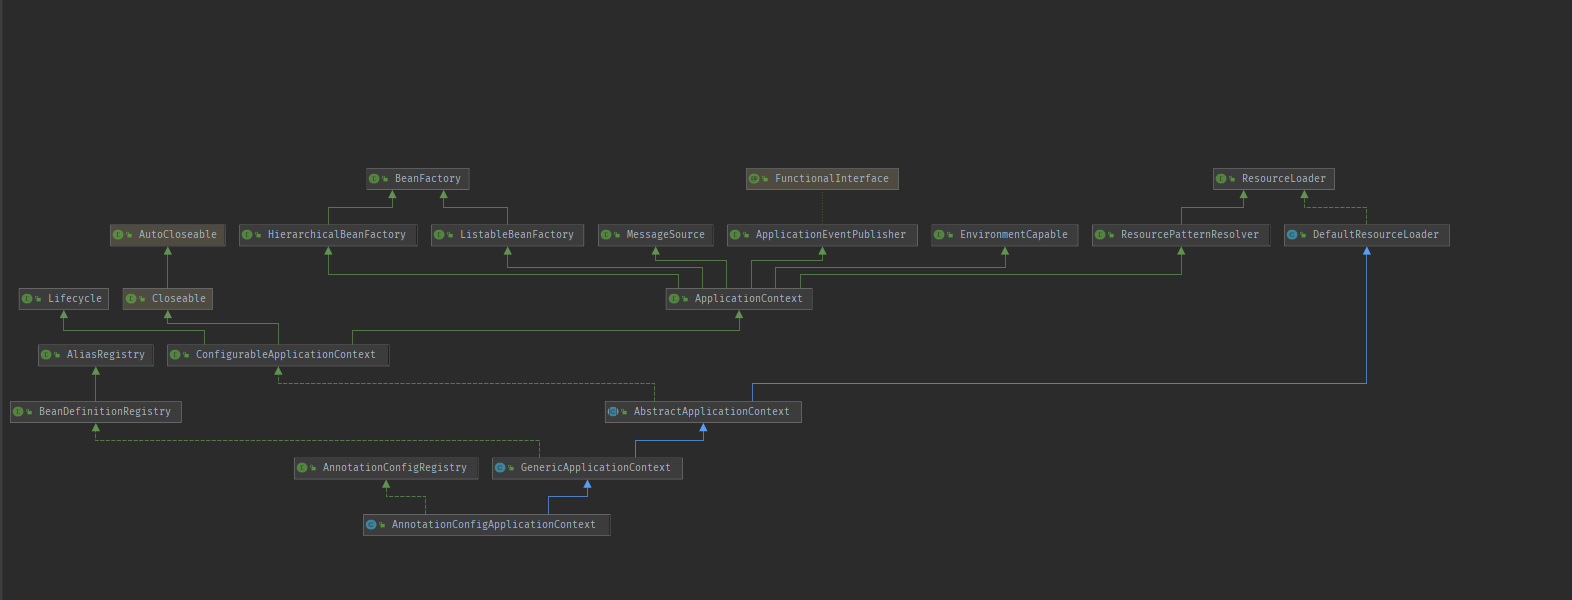 BeanFactory
FunctionalInterface
ResourceLoader
AutoCloseable
HierarchicalBeanFactory
ListableBeanFactory
MessageSource
ApplicationEventPublisher
EnvironmentCapable
ResourcePatternResolver
DefaultResourceLoader
Lifecycle
Closeable
ApplicationContext
AliasRegistry
ConfigurableApplicationContext
BeanDefinitionRegistry
AbstractApplicationContext
AnnotationConfigRegistry
GenericApplicationContext
AnnotationConfigApplicationContext